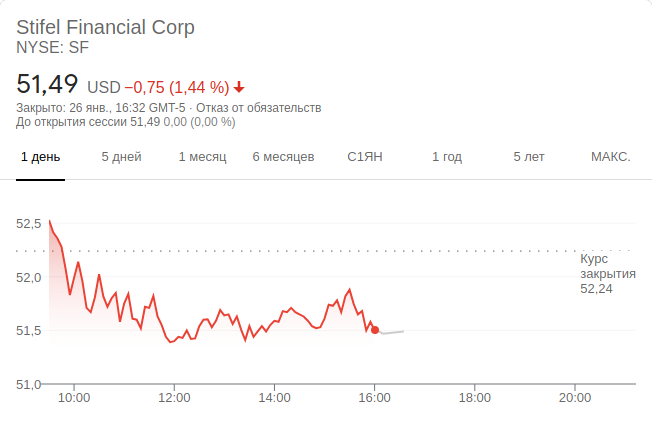 Stifel Financial Corp
NYSE: SF
51,49 USD −0,75 (1,44 %)
Закрыто: 26 янв., 16:32 GMT-5 · Отказ от обязательств
До открытия сессии 51,49 0,00 (0,00 %)
1 день 5 дней 1 месяц 6 месяцев С1ЯН 1 год 5 лет МАКС.
52,5
Курс
закрытия
52,24
52,0
51,5
51,0
10:00 12:00 14:00 16:00 18:00 20:00